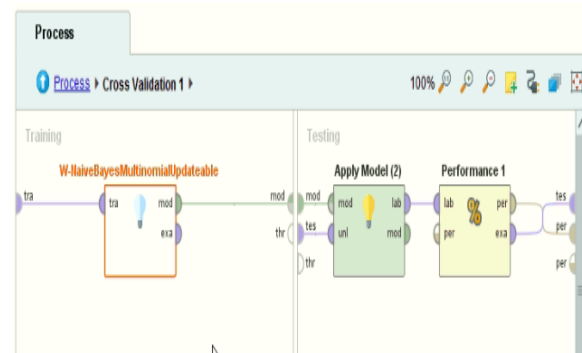 Process
Process ▸ Cross Validation 1 ▸
100%
Training
Testing
W-NaiveBayesMultinomialUpdateable
Apply Model (2)
Performance 1
tra
tra
mod
exa
mod
thr
mod
tes
thr
mod
unl
lab
mod
lab
per
per
exa
tes
per
per